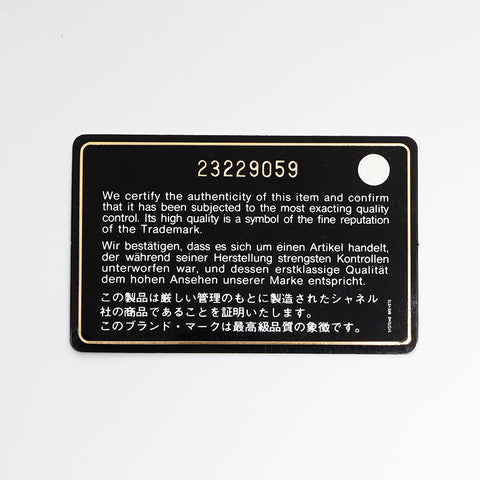 23229059
We certify the authenticity of this item and confirm
that it has been subjected to the most exacting quality
control. Its high quality is a symbol of the fine reputation
of the Trademark.
Wir bestätigen, dass es sich um einen Artikel handelt,
der während seiner Herstellung strengsten Kontrollen
unterworfen war, und dessen erstklassige Qualität
dem hohen Ansehen unserer Marke entspricht.
この製品は厳しい管理のもとに製造されたシャネル
社の商品であることを証明いたします。
このブランド・マークは最高級品質の象徴です。
SYSTEME BREVETE